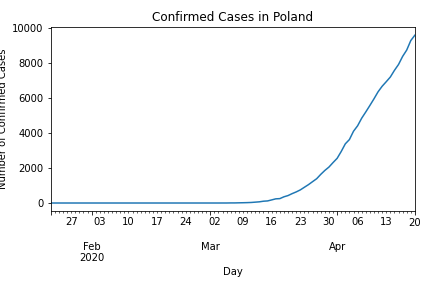 Confirmed Cases in Poland
10000
8000
6000
4000
2000
0
Number of Confirmed Cases
27 03 10 17 24 02 09 16 23 30 06 13 20
Feb Mar Apr
2020
Day